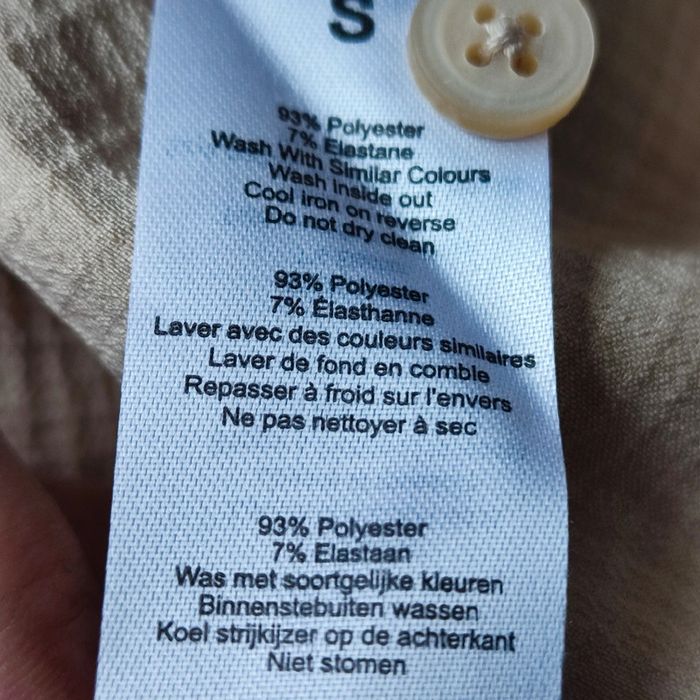 S
93% Polyester
7% Elastane
Wash With Similar Colours
Wash inside out
Cool iron on reverse
Do not dry clean
93% Polyester
7% Élasthanne
Laver avec des couleurs similaires
Laver de fond en comble
Repasser à froid sur l'envers
Ne pas nettoyer à sec
93% Polyester
7% Elastaan
Was met soortgelijke kleuren
Binnenstebuiten wassen
Koel strijkijzer op de achterkant
Niet stomen